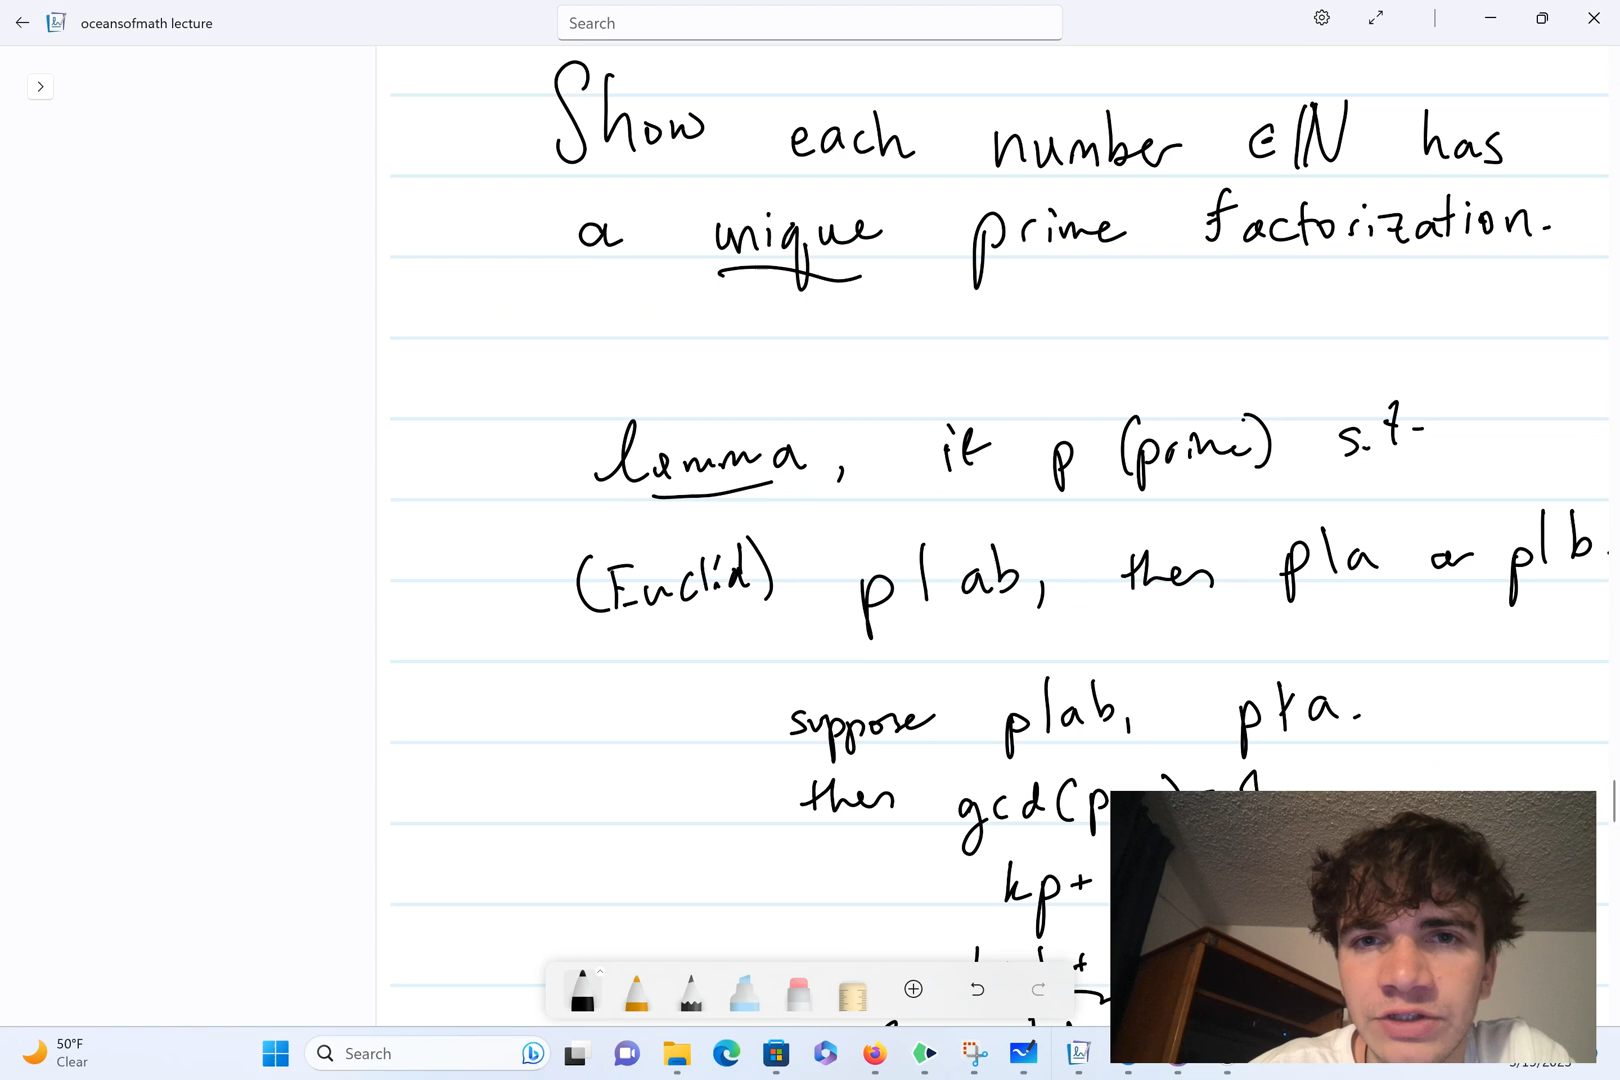 oceansofmath lecture
Search
Show each number ∈ ℕ has
a unique prime factorization.
lemma, if p (prime) s.t.
(Euclid) p | ab, then p|a or p|b.
suppose p|ab, p∤a.
then gcd(p
kp+
50°F
Clear
Search